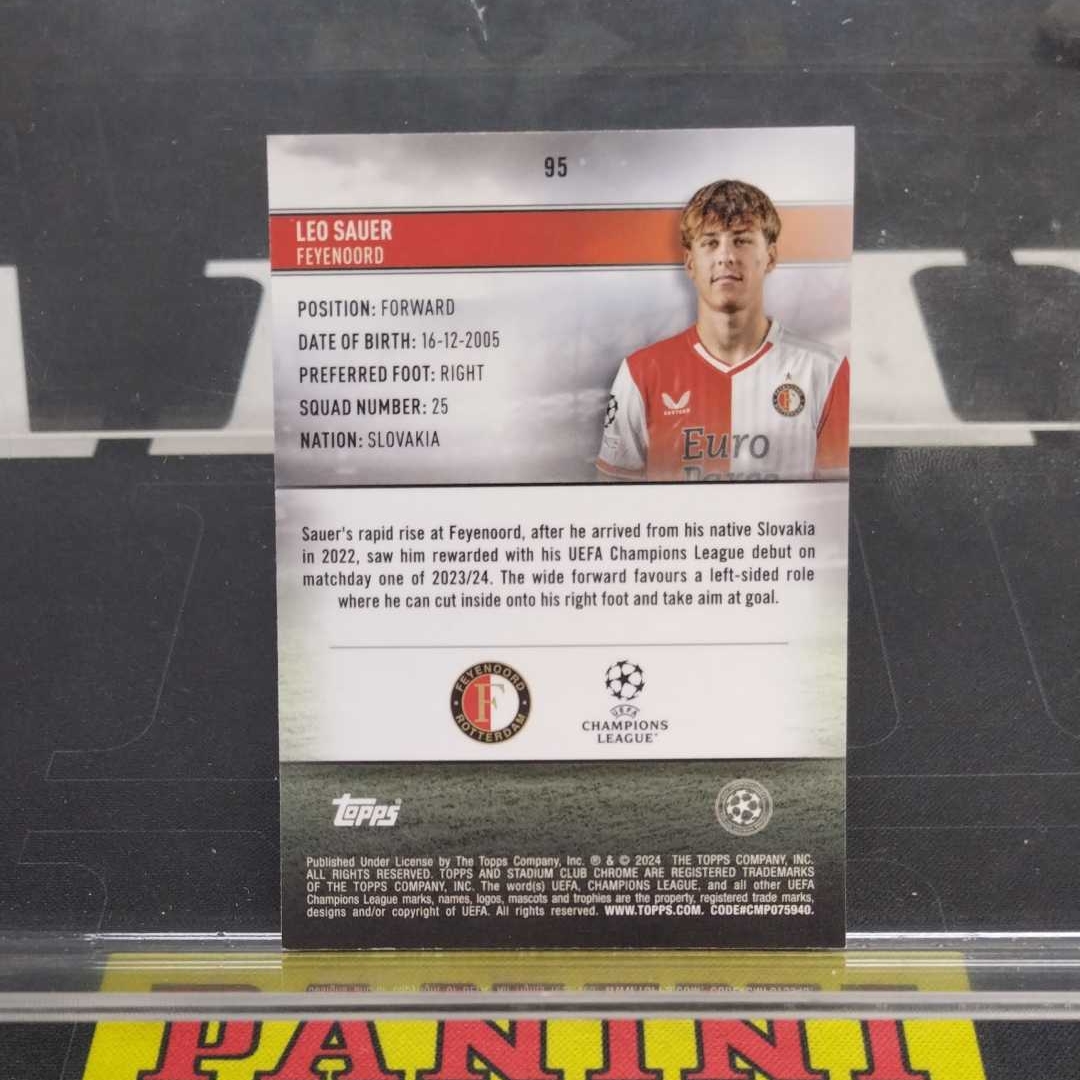 95
LEO SAUER
FEYENOORD
POSITION: FORWARD
DATE OF BIRTH: 16-12-2005
PREFERRED FOOT: RIGHT
SQUAD NUMBER: 25
NATION: SLOVAKIA
Euro
Parcs
Sauer's rapid rise at Feyenoord, after he arrived from his native Slovakia
in 2022, saw him rewarded with his UEFA Champions League debut on
matchday one of 2023/24. The wide forward favours a left-sided role
where he can cut inside onto his right foot and take aim at goal.
FEYENOORD
F
ROTTERDAM
UEFA
CHAMPIONS
LEAGUE
topps
Published Under License by The Topps Company, Inc. ® & © 2024 THE TOPPS COMPANY, INC.
ALL RIGHTS RESERVED. TOPPS AND STADIUM CLUB CHROME ARE REGISTERED TRADEMARKS
OF THE TOPPS COMPANY, INC. The word(s) UEFA, CHAMPIONS LEAGUE, and all other UEFA
Champions League marks, names, logos, mascots and trophies are the property, registered trade marks,
designs and/or copyright of UEFA. All rights reserved. WWW.TOPPS.COM. CODE#CMP075940.
PANINI